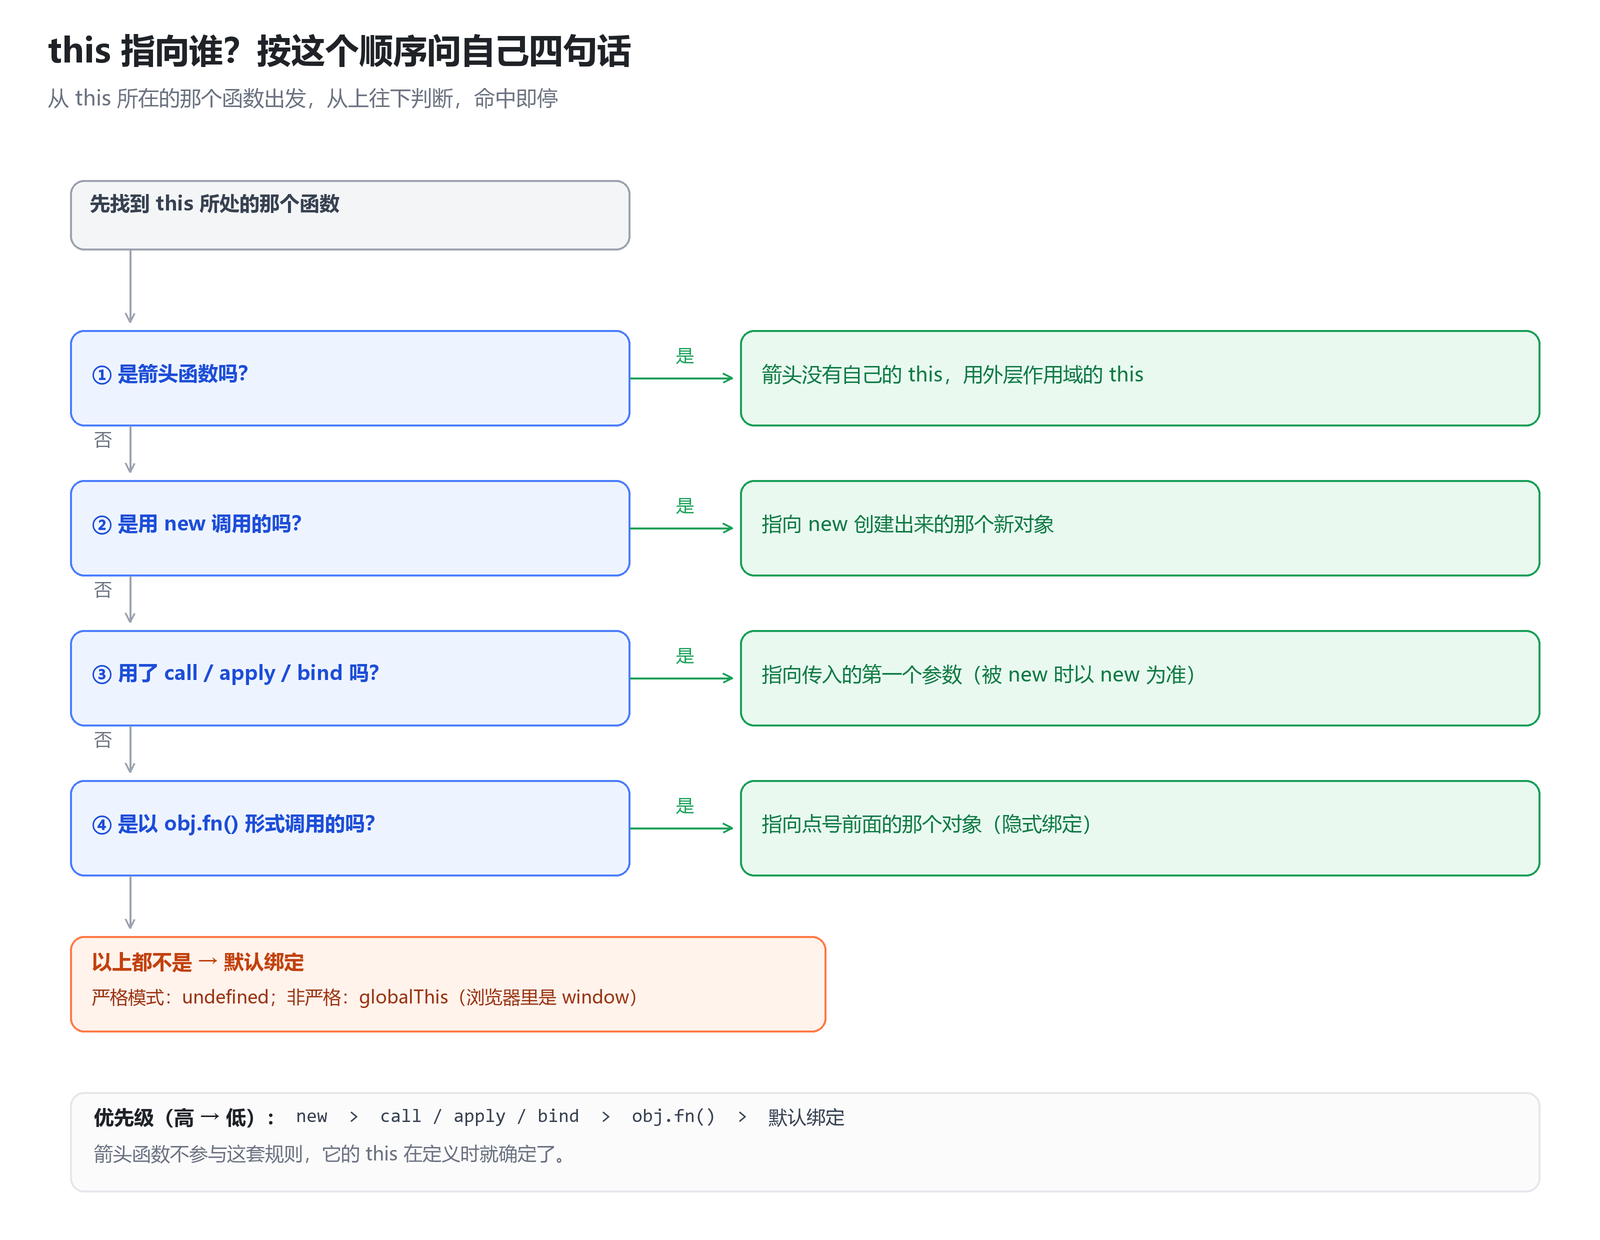 this 指向谁？按这个顺序问自己四句话
从 this 所在的那个函数出发，从上往下判断，命中即停
先找到 this 所处的那个函数
① 是箭头函数吗？
是
箭头没有自己的 this，用外层作用域的 this
否
② 是用 new 调用的吗？
是
指向 new 创建出来的那个新对象
否
③ 用了 call / apply / bind 吗？
是
指向传入的第一个参数（被 new 时以 new 为准）
否
④ 是以 obj.fn() 形式调用的吗？
是
指向点号前面的那个对象（隐式绑定）
以上都不是 → 默认绑定
严格模式：undefined；非严格：globalThis（浏览器里是 window）
优先级（高 → 低）： new > call / apply / bind > obj.fn() > 默认绑定
箭头函数不参与这套规则，它的 this 在定义时就确定了。